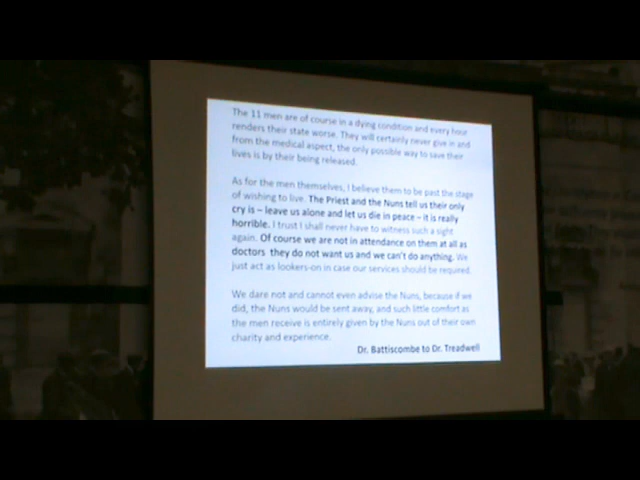 The 11 men are of course in a dying condition and every hour
renders their state worse. They will certainly never give in and
from the medical aspect, the only possible way to save their
lives is by their being released.
As for the men themselves, I believe them to be past the stage
of wishing to live. The Priest and the Nuns tell us their only
cry is – leave us alone and let us die in peace – it is really
horrible. I trust I shall never have to witness such a sight
again. Of course we are not in attendance on them at all as
doctors they do not want us and we can't do anything. We
just act as lookers-on in case our services should be required.
We dare not and cannot even advise the Nuns, because if we
did, the Nuns would be sent away, and such little comfort as
the men receive is entirely given by the Nuns out of their own
charity and experience.
Dr. Battiscombe to Dr. Treadwell